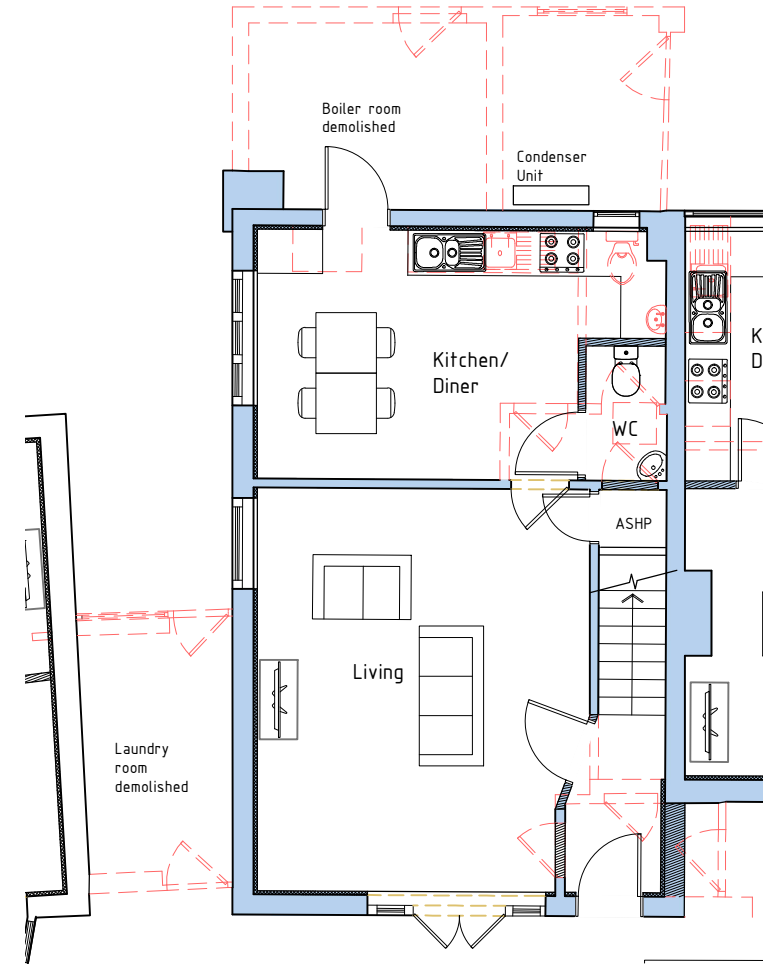 Boiler room
demolished
Condenser
Unit
Kitchen/
Diner
K
D
WC
ASHP
Living
Laundry
room
demolished